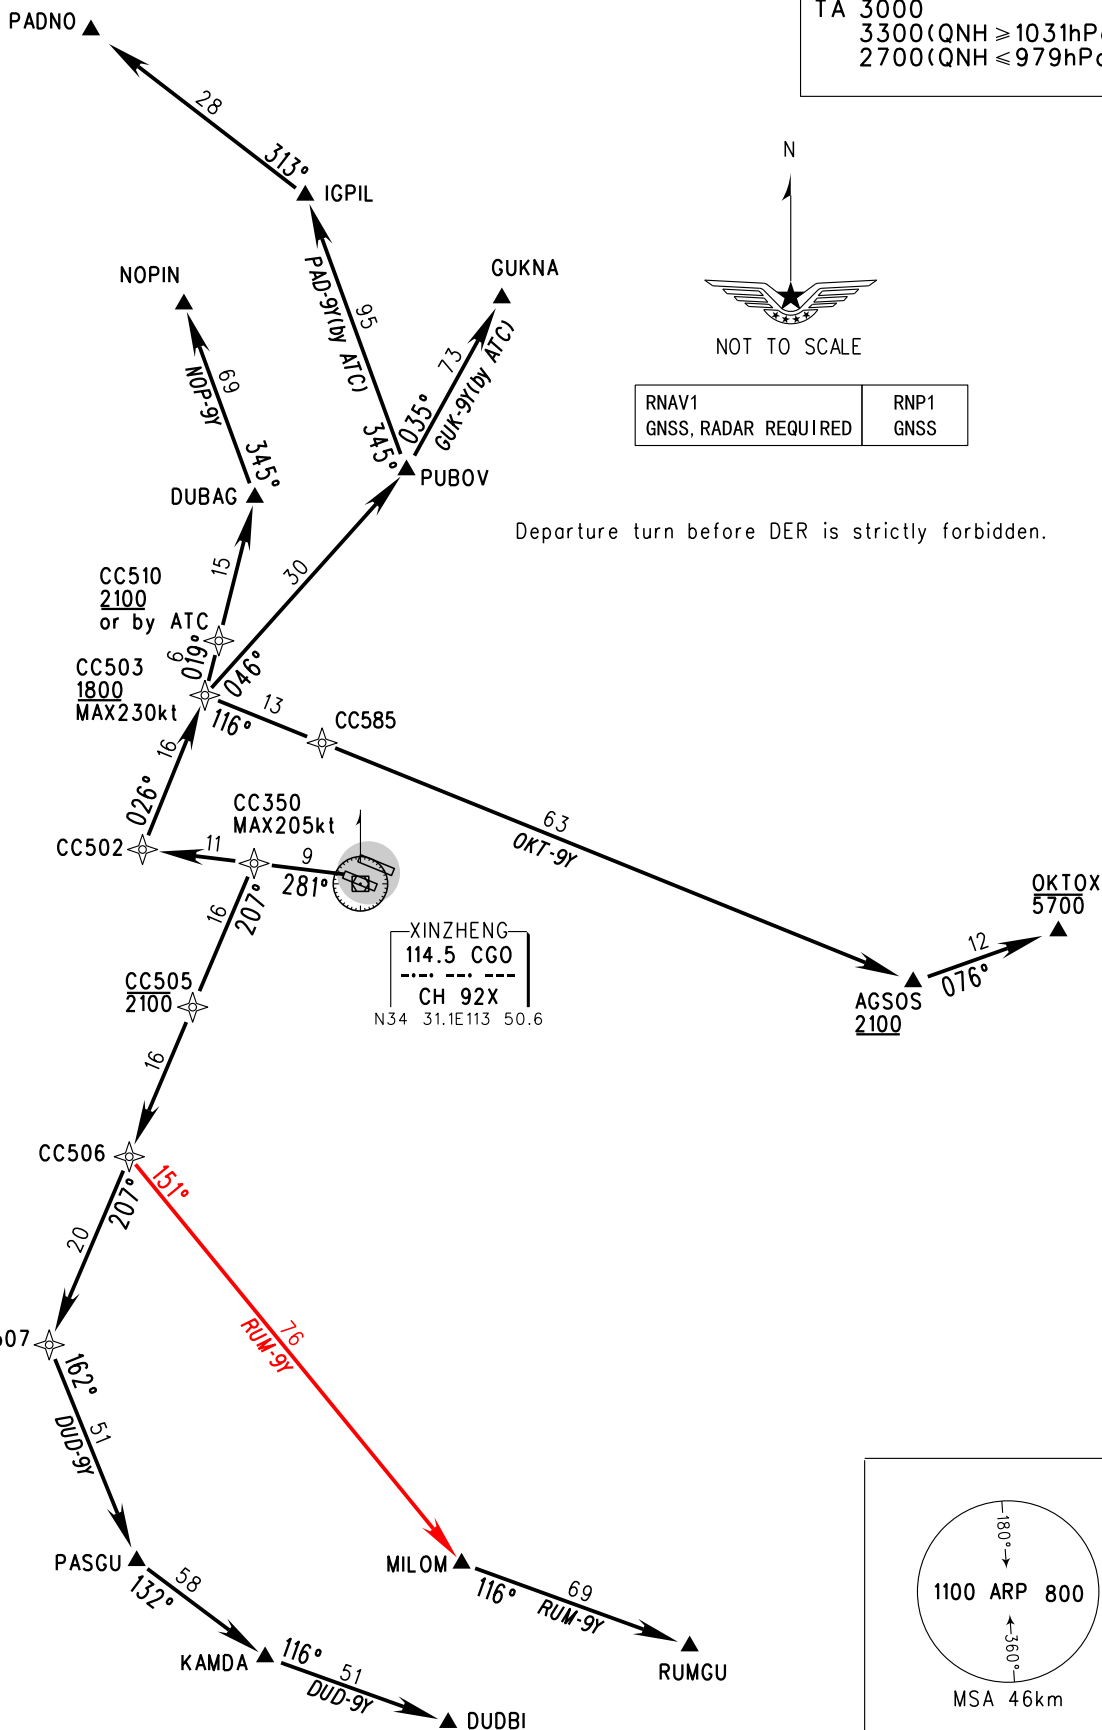 PADNO
TA 3000
3300(QNH ≥ 1031hPa
2700(QNH ≤ 979hPa
28
313°
IGPIL
N
NOPIN
GUKNA
PAD-9Y(by ATC)
95
73
GUK-9Y(by ATC)
NOT TO SCALE
69
NOP-9Y
RNAV1
GNSS, RADAR REQUIRED
RNP1
GNSS
035°
345°
345°
PUBOV
DUBAG
Departure turn before DER is strictly forbidden.
15
30
CC510
2100
or by ATC
6
019°
046°
CC503
1800
MAX230kt
116°
13
CC585
16
026°
CC350
MAX205kt
63
OKT-9Y
CC502
11
9
281°
207°
16
OKTOX
5700
XINZHENG
114.5 CGO
-·-· --· ---
CH 92X
N34 31.1E113 50.6
12
076°
CC505
2100
AGSOS
2100
16
CC506
151°
207°
20
76
RUM-9Y
507
162°
51
DUD-9Y
PASGU
58
132°
MILOM
116°
69
RUM-9Y
RUMGU
KAMDA
116°
51
DUD-9Y
DUDBI
180°
1100 ARP 800
360°
MSA 46km